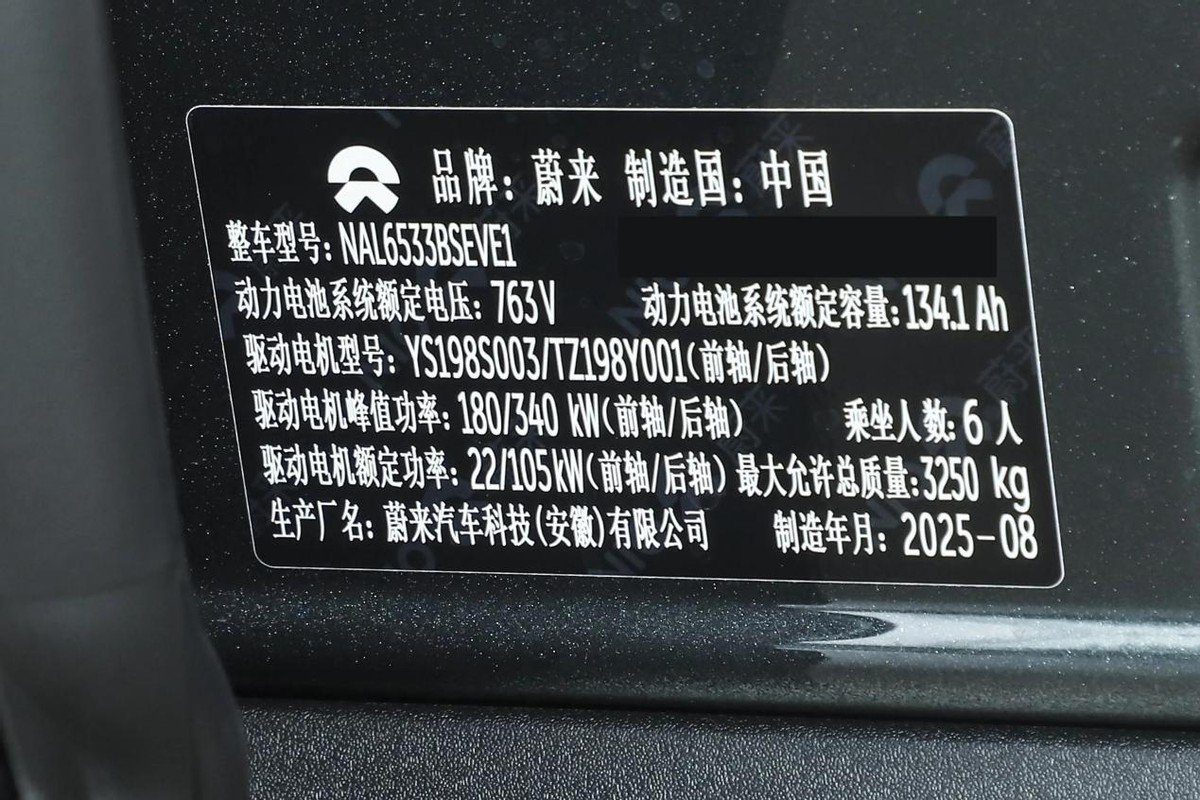 品牌：蔚来 制造国：中国
整车型号：NAL6533BSEVE1
动力电池系统额定电压：763V 动力电池系统额定容量：134.1 Ah
驱动电机型号：YS198S003/TZ198Y001(前轴/后轴)
驱动电机峰值功率：180/340 kW(前轴/后轴) 乘坐人数：6 人
驱动电机额定功率：22/105kW(前轴/后轴) 最大允许总质量：3250 kg
生产厂名：蔚来汽车科技(安徽)有限公司 制造年月：2025-08